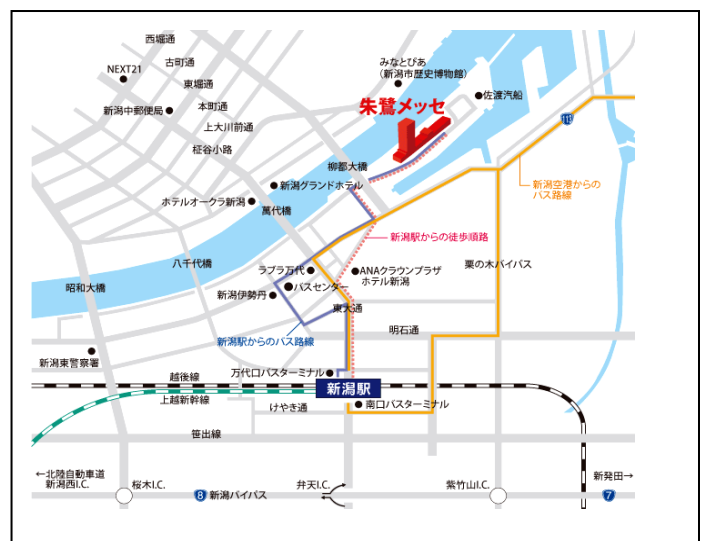 西堀通
古町通
NEXT21
東堀通
みなとぴあ
(新潟市歴史博物館)
佐渡汽船
新潟中郵便局
本町通
朱鷺メッセ
上大川前通
113
柾谷小路
柳都大橋
新潟グランドホテル
新潟空港からの
バス路線
ホテルオークラ新潟
萬代橋
新潟駅からの徒歩順路
八千代橋
ラブラ万代
ANAクラウンプラザ
ホテル新潟
栗の木バイパス
バスセンター
昭和大橋
新潟伊勢丹
東大通
新潟駅からのバス路線
明石通
新潟東警察署
万代口バスターミナル
越後線
新潟駅
上越新幹線
けやき通
南口バスターミナル
笹出線
←北陸自動車道
新潟西I.C.
桜木I.C.
8
新潟バイパス
弁天I.C.
紫竹山I.C.
新発田→
7